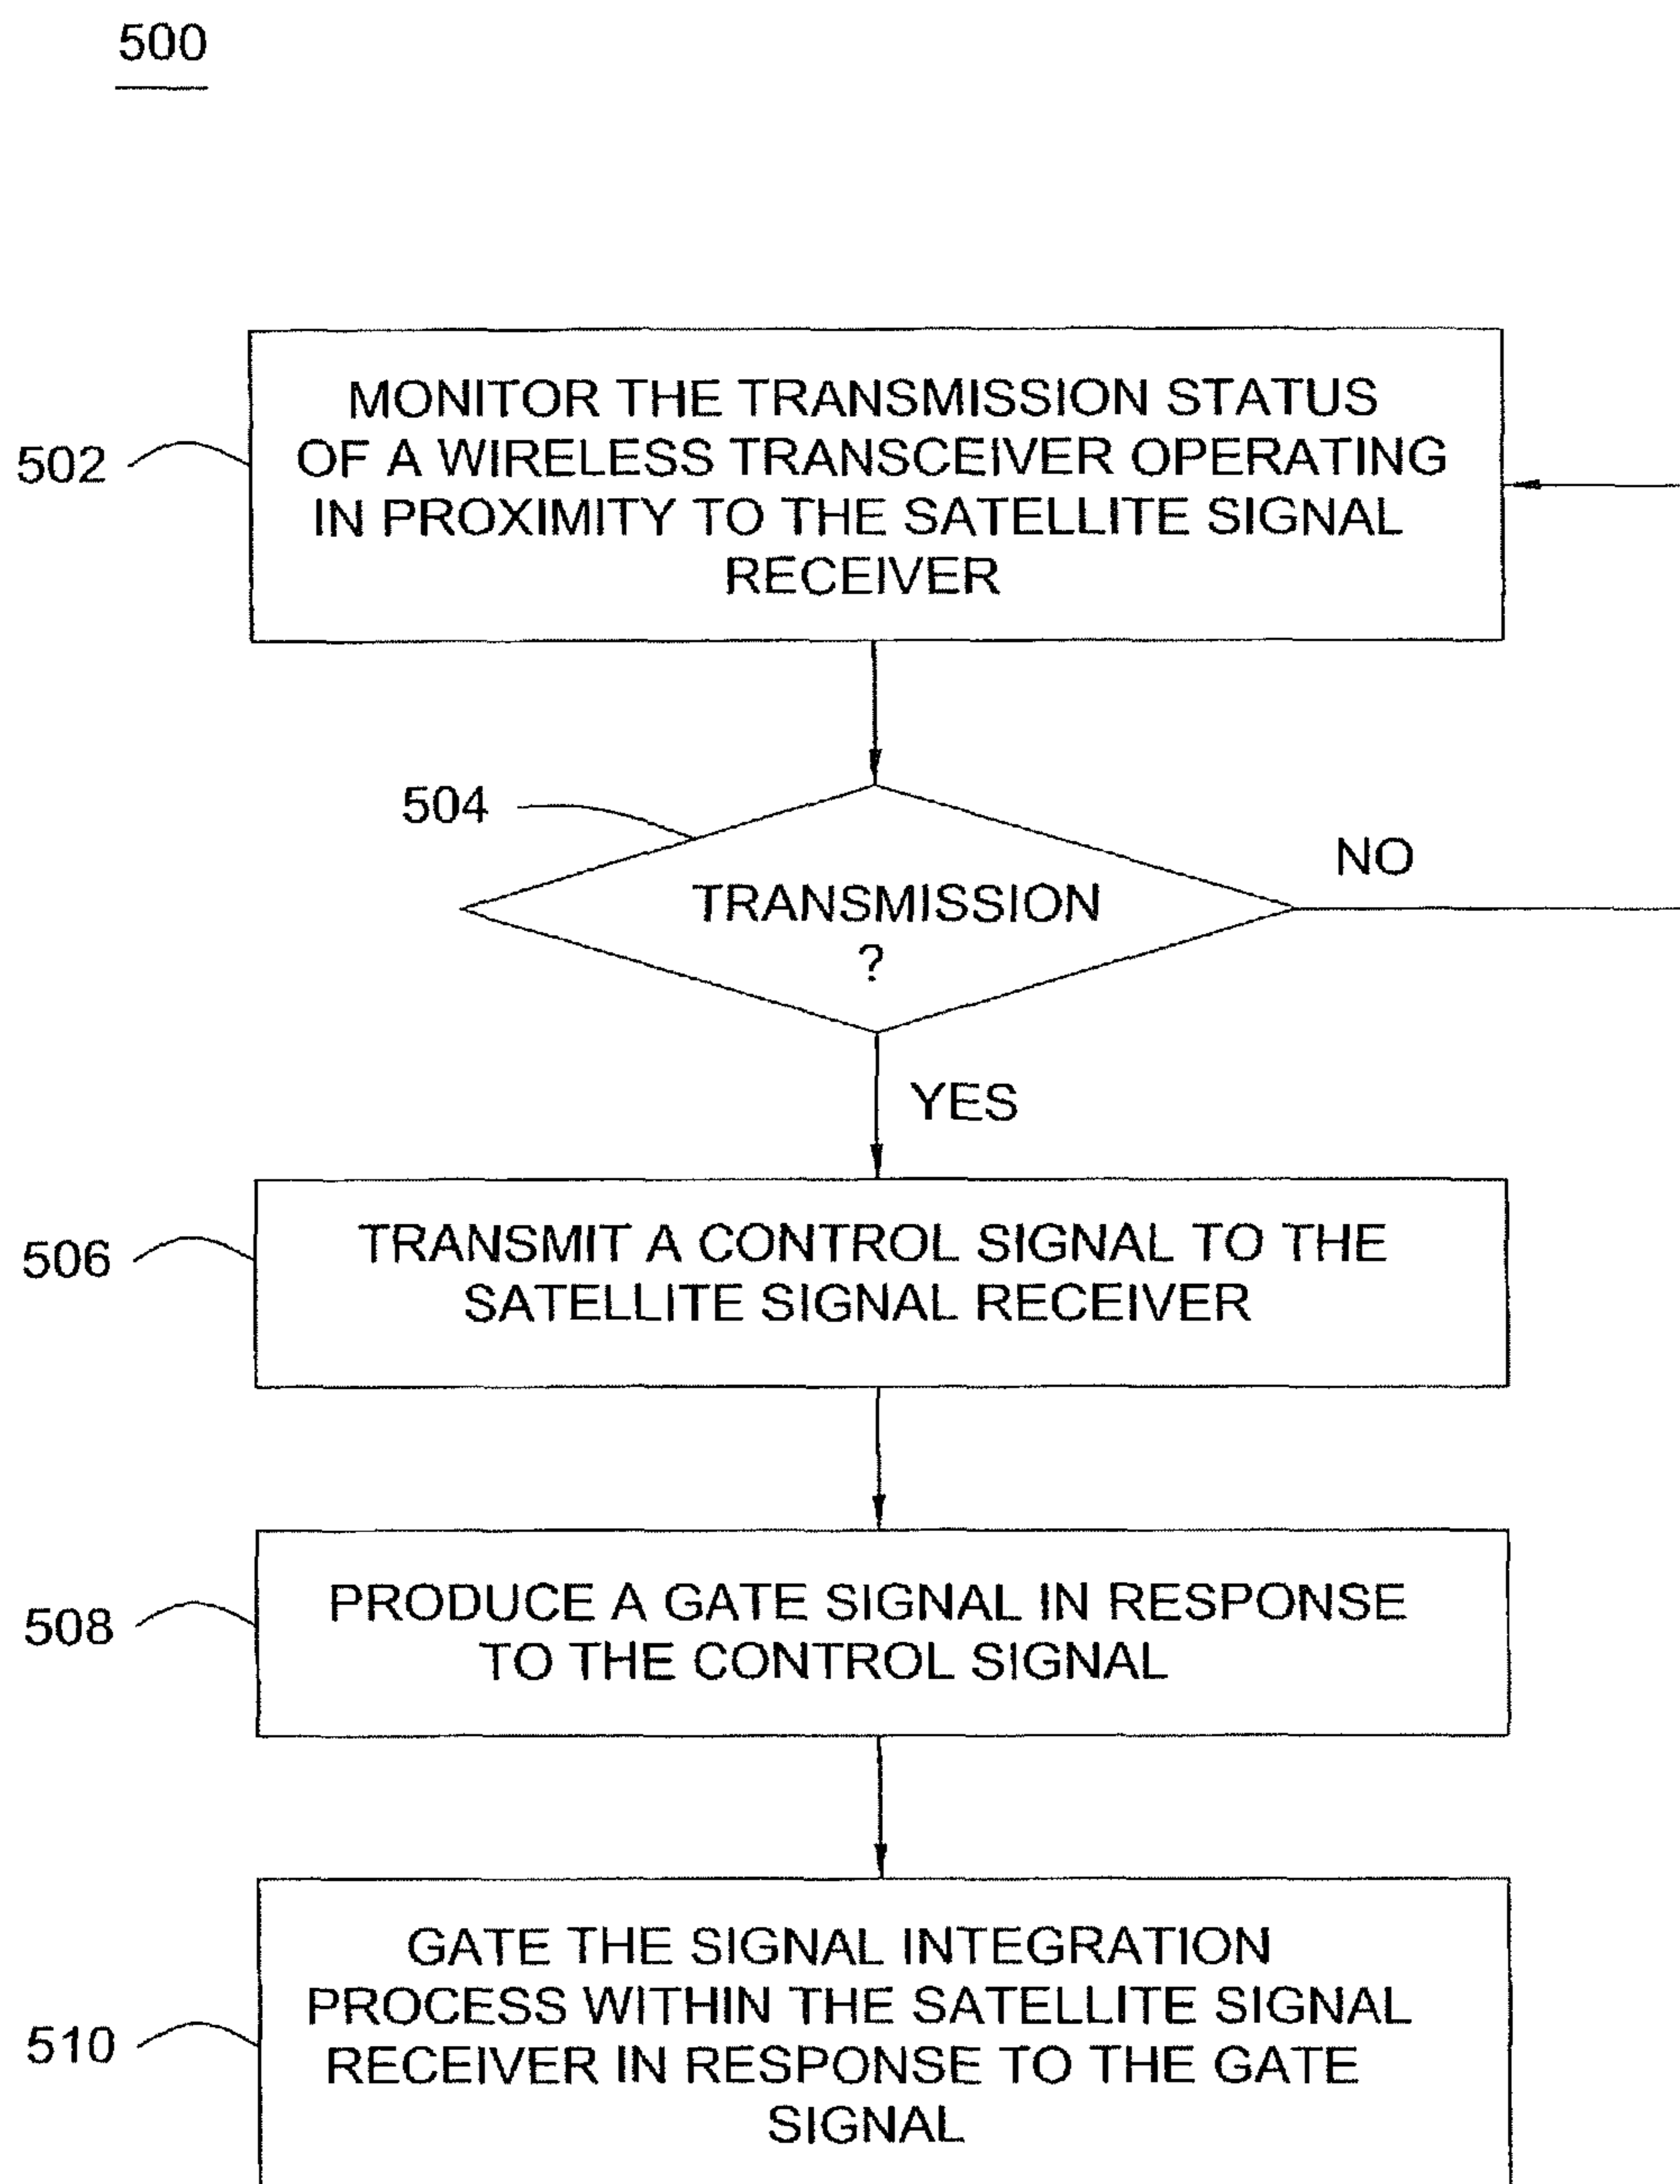 500
502
MONITOR THE TRANSMISSION STATUS
OF A WIRELESS TRANSCEIVER OPERATING
IN PROXIMITY TO THE SATELLITE SIGNAL
RECEIVER
504
TRANSMISSION
?
NO
YES
506
TRANSMIT A CONTROL SIGNAL TO THE
SATELLITE SIGNAL RECEIVER
508
PRODUCE A GATE SIGNAL IN RESPONSE
TO THE CONTROL SIGNAL
510
GATE THE SIGNAL INTEGRATION
PROCESS WITHIN THE SATELLITE SIGNAL
RECEIVER IN RESPONSE TO THE GATE
SIGNAL